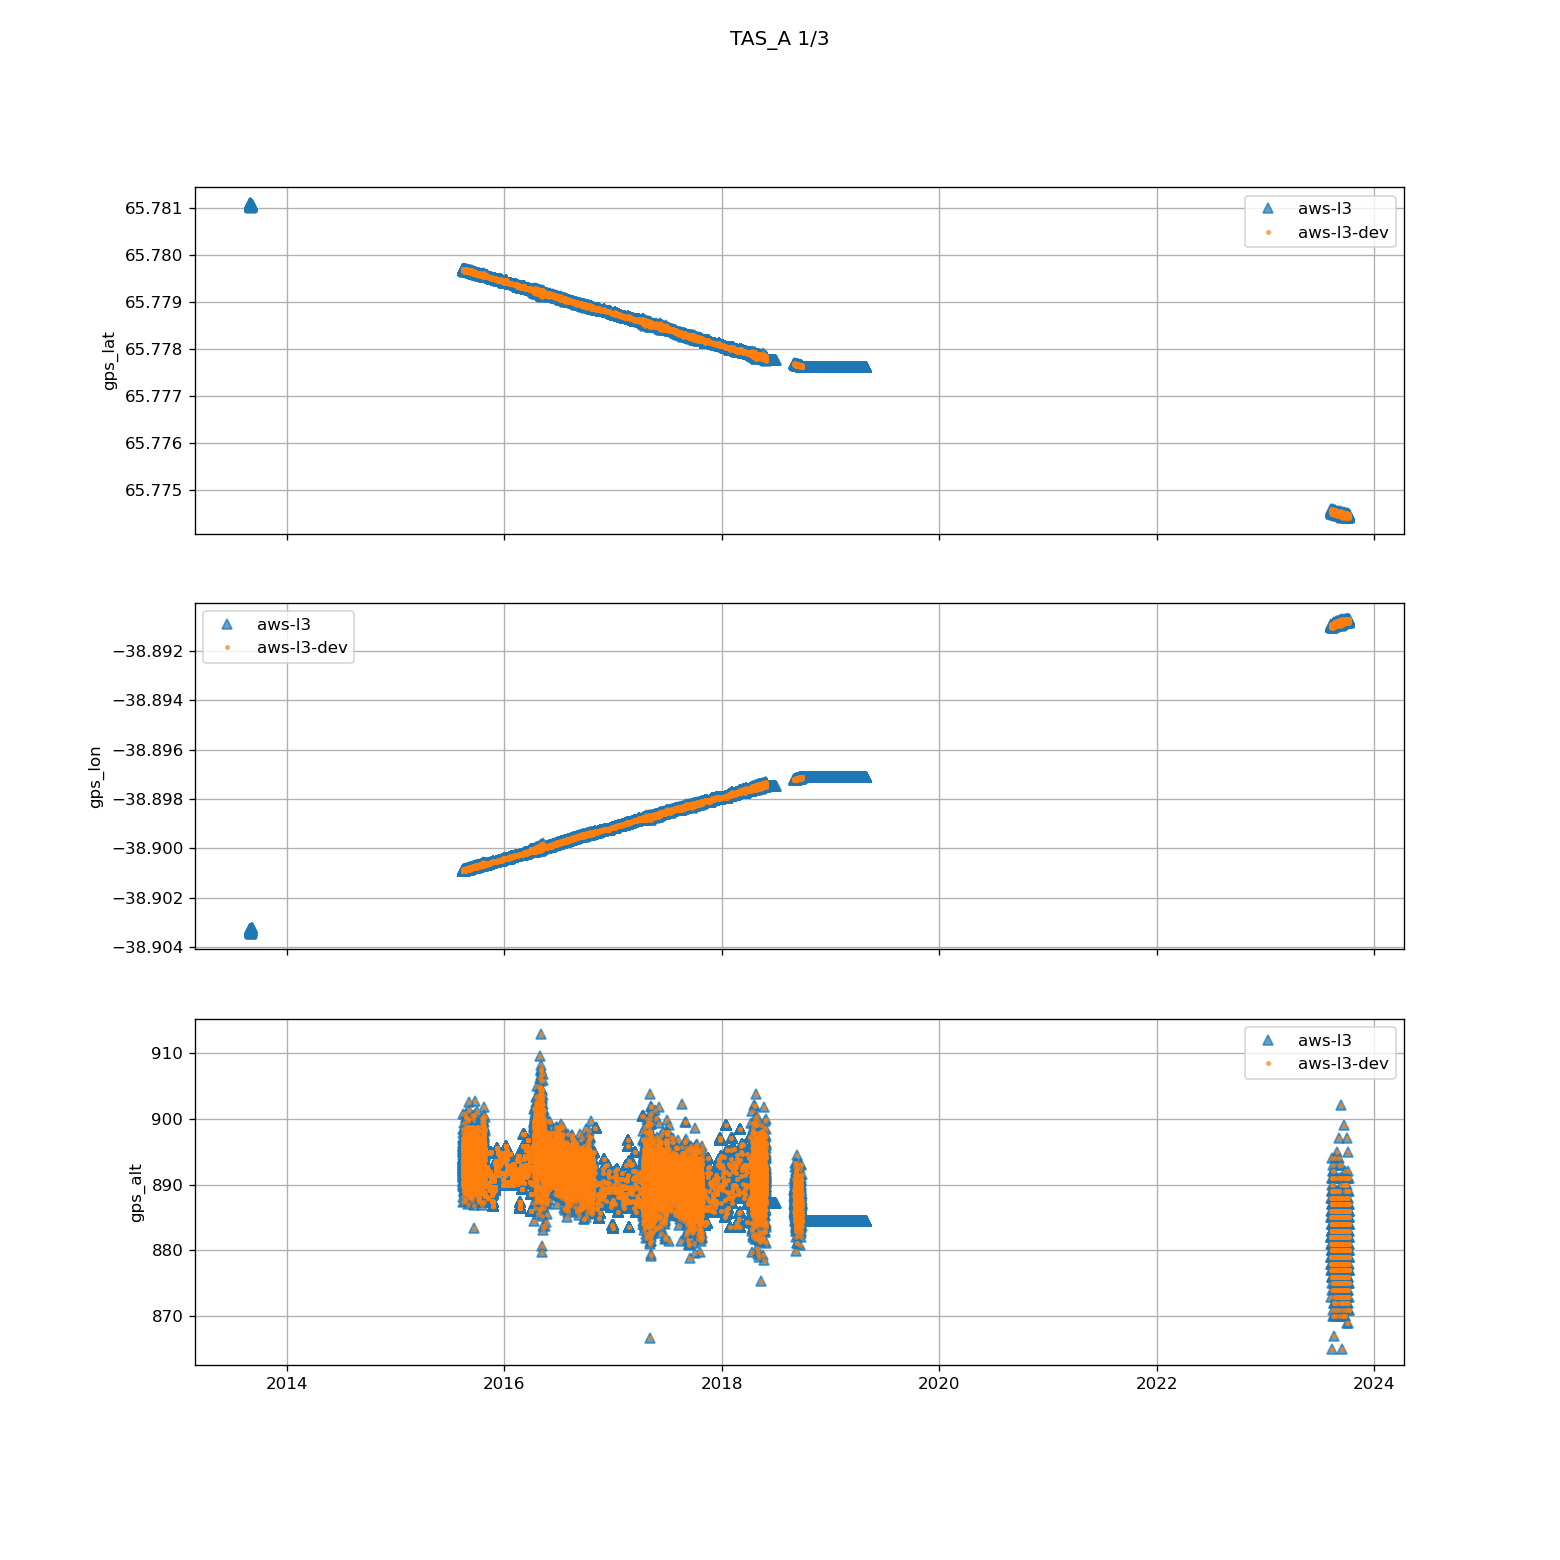 TAS_A 1/3
65.781
65.780
65.779
65.778
65.777
65.776
65.775
gps_lat
aws-l3
aws-l3-dev
−38.892
−38.894
−38.896
−38.898
−38.900
−38.902
−38.904
gps_lon
aws-l3
aws-l3-dev
910
900
890
880
870
gps_alt
aws-l3
aws-l3-dev
2014
2016
2018
2020
2022
2024